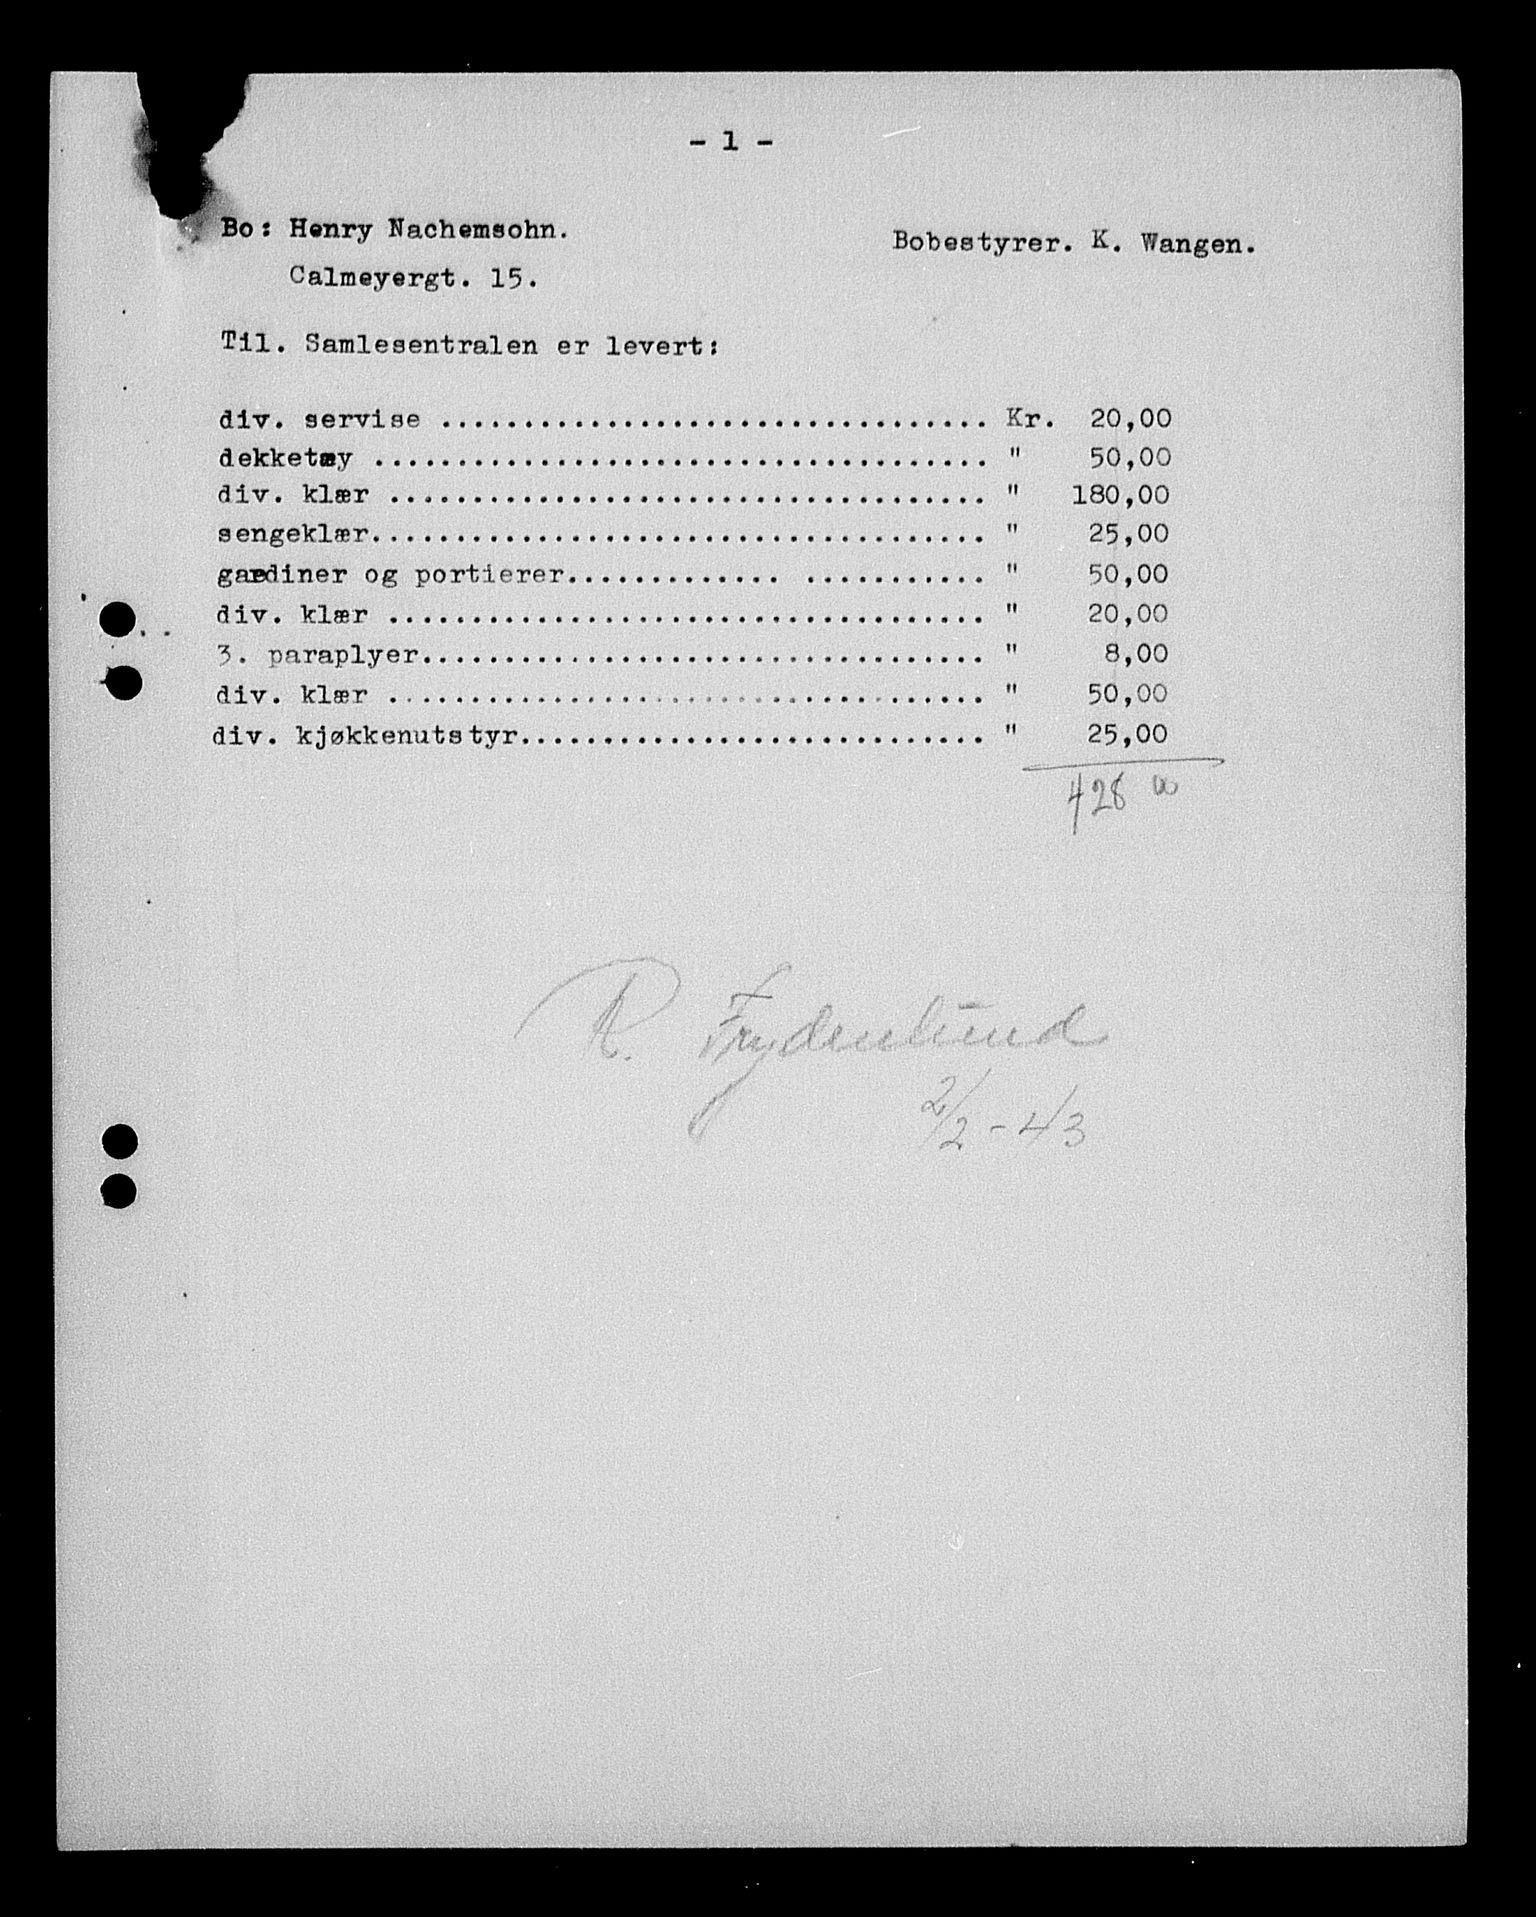 - 1 -
Bo: Henry Nachemsohn.
Bobestyrer. K. Wangen.
Calmeyergt. 15.
Til. Samlesentralen er levert:
div. servise ................................. Kr. 20,00
dekketøy ..................................... " 50,00
div. klær .................................... " 180,00
sengeklær..................................... " 25,00
gardiner og portierer............. ........... " 50,00
div. klær .................................... " 20,00
3. paraplyer.................................. " 8,00
div. klær .................................... " 50,00
div. kjøkkenutstyr............................ " 25,00
428 00
R. Frydenlund
2/2-43